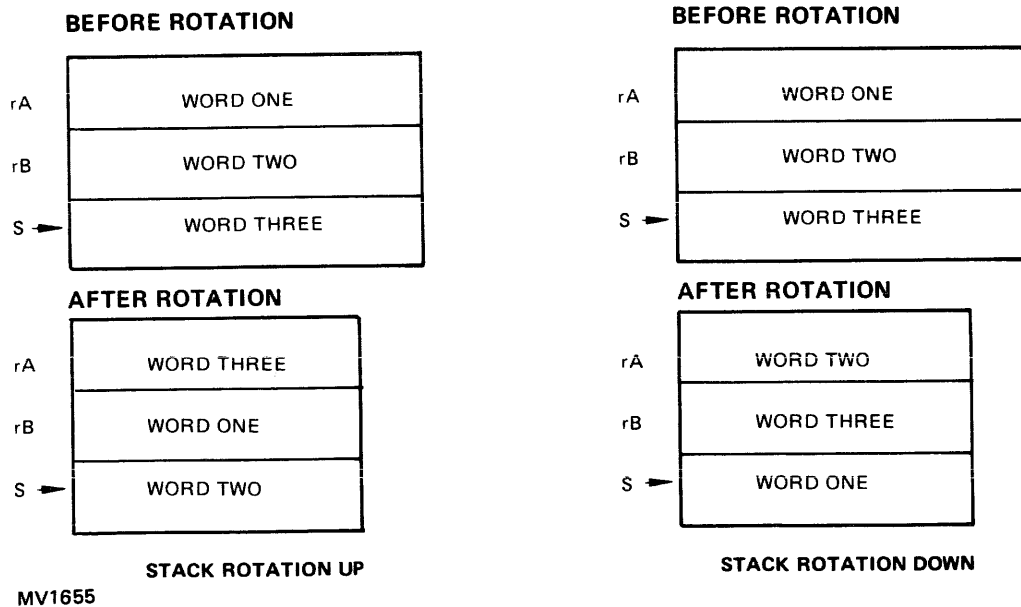 BEFORE ROTATION
rA WORD ONE
rB WORD TWO
S WORD THREE
AFTER ROTATION
rA WORD THREE
rB WORD ONE
S WORD TWO
STACK ROTATION UP
MV1655
BEFORE ROTATION
rA WORD ONE
rB WORD TWO
S WORD THREE
AFTER ROTATION
rA WORD TWO
rB WORD THREE
S WORD ONE
STACK ROTATION DOWN